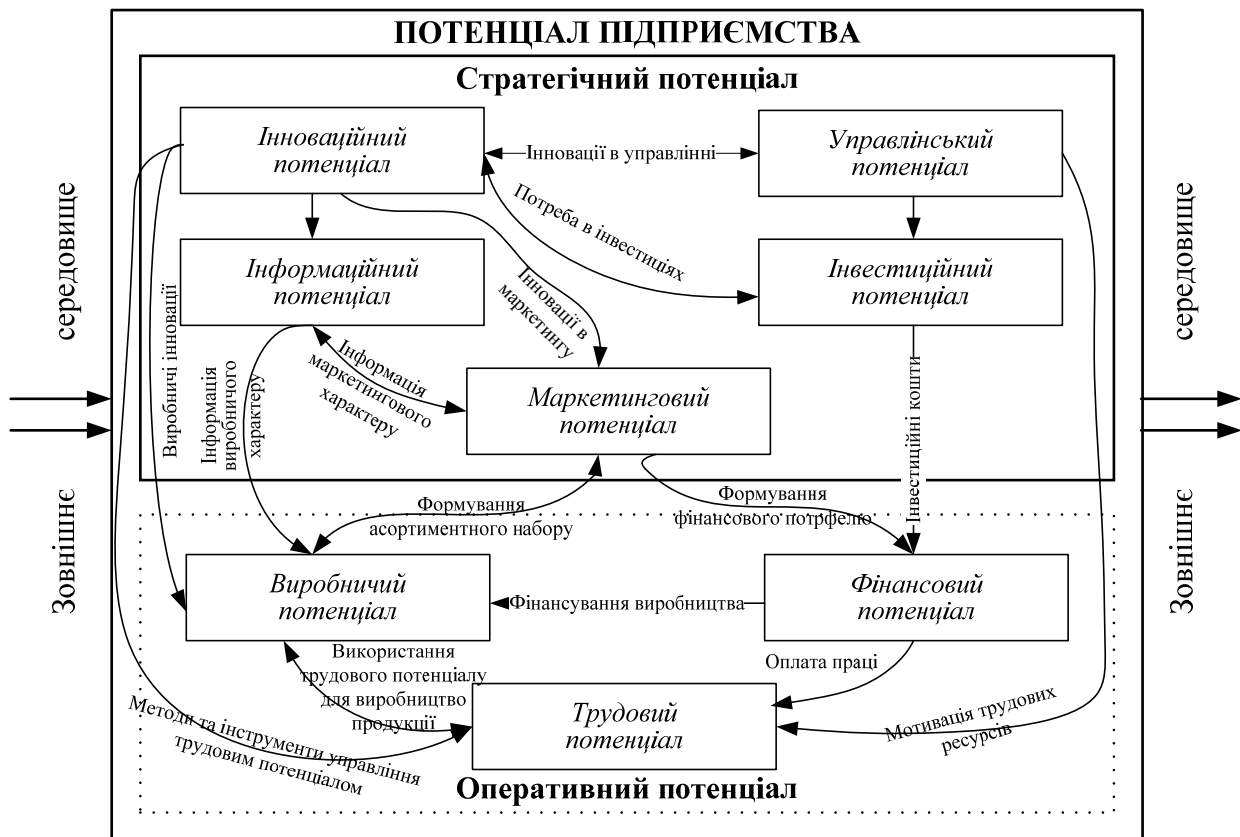 ПОТЕНЦІАЛ ПІДПРИЄМСТВА
Стратегічний потенціал
Інноваційний
потенціал
Інновації в управлінні
Управлінський
потенціал
Потреба в інвестиціях
Інформаційний
потенціал
Інвестиційний
потенціал
Інновації в
маркетингу
середовище
Зовнішнє
середовище
Зовнішнє
Виробничі інновації
Інформація
виробничого
характеру
Інформація
маркетингового
характеру
Маркетинговий
потенціал
Інвестиційні кошти
Формування
асортиментного набору
Формування
фінансового потрфелю
Виробничий
потенціал
Фінансування виробництва
Фінансовий
потенціал
Використання
трудового потенціалу
для виробництво
продукції
Оплата праці
Трудовий
потенціал
Мотивація трудових
ресурсів
Методи та інструменти управління
трудовим потенціалом
Оперативний потенціал